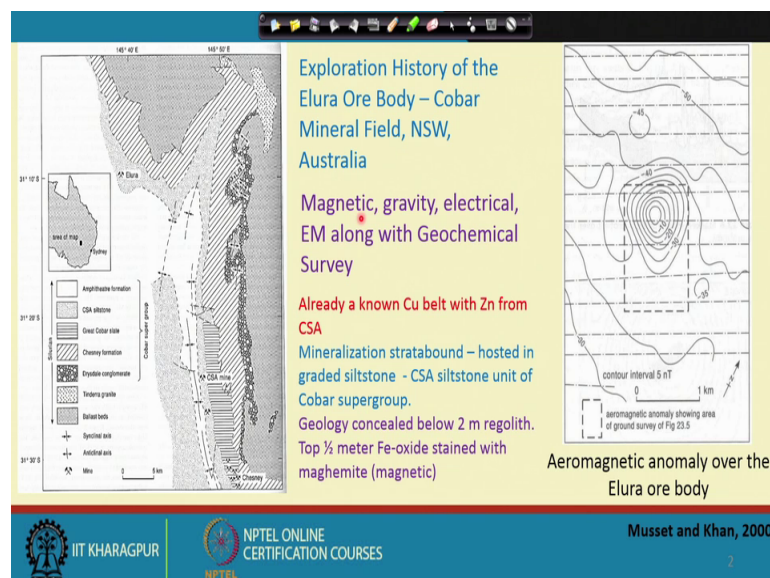 145° 40' E
145° 50' E
Elura
31° 10' S
area of map
Sydney
Amphitheatre formation
CSA siltstone
Great Cobar slate
Chesney formation
Drysdale conglomerate
Tinderra granite
Ballast beds
Silurian
Cobar super group
Synclinal axis
Anticlinal axis
Mine
0 5 km
31° 20' S
CSA mine
31° 30' S
Chesney
Exploration History of the
Elura Ore Body – Cobar
Mineral Field, NSW,
Australia
Magnetic, gravity, electrical,
EM along with Geochemical
Survey
Already a known Cu belt with Zn from
CSA
Mineralization stratabound – hosted in
graded siltstone - CSA siltstone unit of
Cobar supergroup.
Geology concealed below 2 m regolith.
Top ½ meter Fe-oxide stained with
maghemite (magnetic)
-50
-45
-40
-30
-35
contour interval 5 nT
0 1 km
aeromagnetic anomaly showing area
of ground survey of Fig 23.5
Aeromagnetic anomaly over the
Elura ore body
Musset and Khan, 2000
IIT KHARAGPUR
NPTEL ONLINE
CERTIFICATION COURSES
NPTEL
2